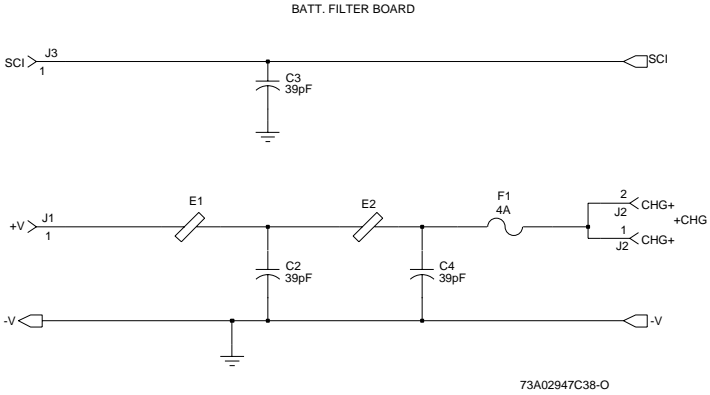 BATT. FILTER BOARD
J3
SCI
1
SCI
C3
39pF
E1
E2
F1
4A
2
CHG+
J2
+CHG
1
CHG+
J2
J1
+V
1
C2
39pF
C4
39pF
-V
-V
73A02947C38-O